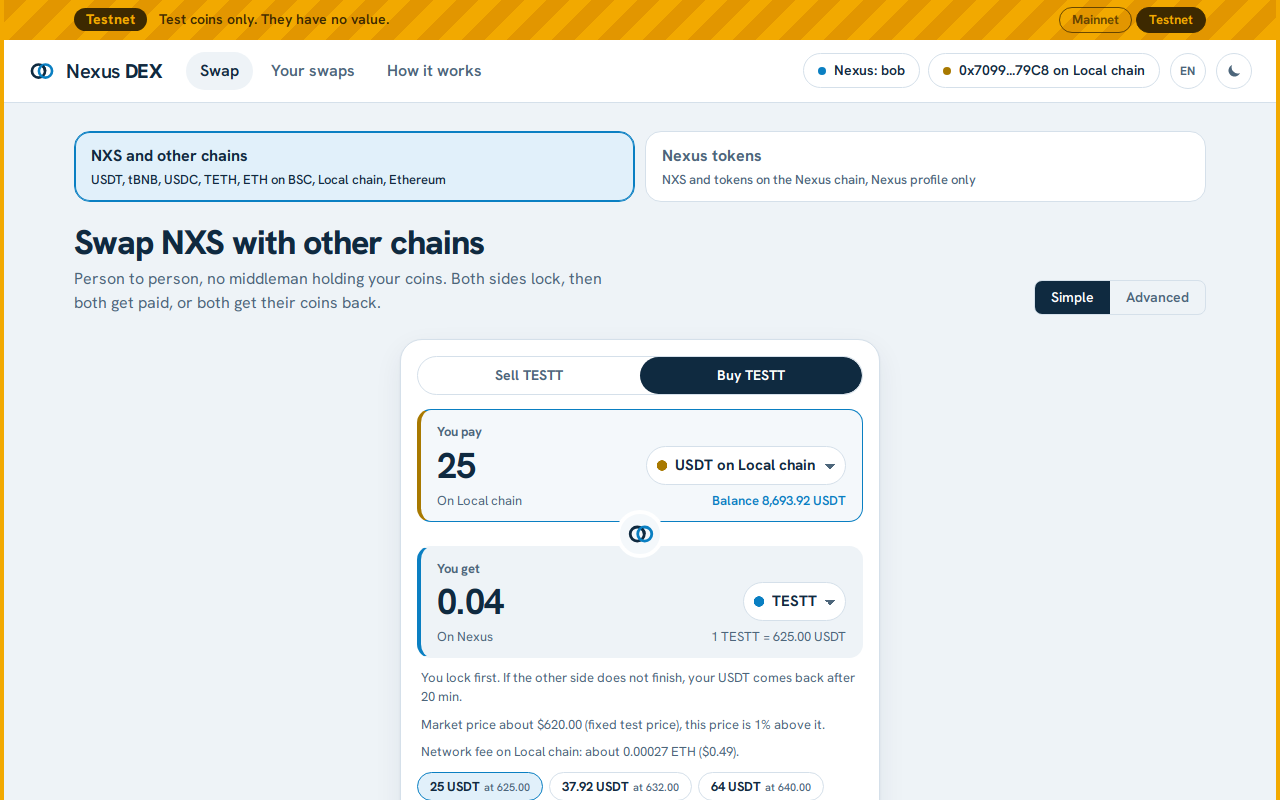 Testnet Test coins only. They have no value. Mainnet Testnet
Nexus DEX Swap Your swaps How it works Nexus: bob 0x7099…79C8 on Local chain EN
NXS and other chains
USDT, tBNB, USDC, TETH, ETH on BSC, Local chain, Ethereum
Nexus tokens
NXS and tokens on the Nexus chain, Nexus profile only
Swap NXS with other chains
Person to person, no middleman holding your coins. Both sides lock, then
both get paid, or both get their coins back.
Simple Advanced
Sell TESTT Buy TESTT
You pay
25 USDT on Local chain
On Local chain Balance 8,693.92 USDT
You get
0.04 TESTT
On Nexus 1 TESTT = 625.00 USDT
You lock first. If the other side does not finish, your USDT comes back after
20 min.
Market price about $620.00 (fixed test price), this price is 1% above it.
Network fee on Local chain: about 0.00027 ETH ($0.49).
25 USDT at 625.00 37.92 USDT at 632.00 64 USDT at 640.00